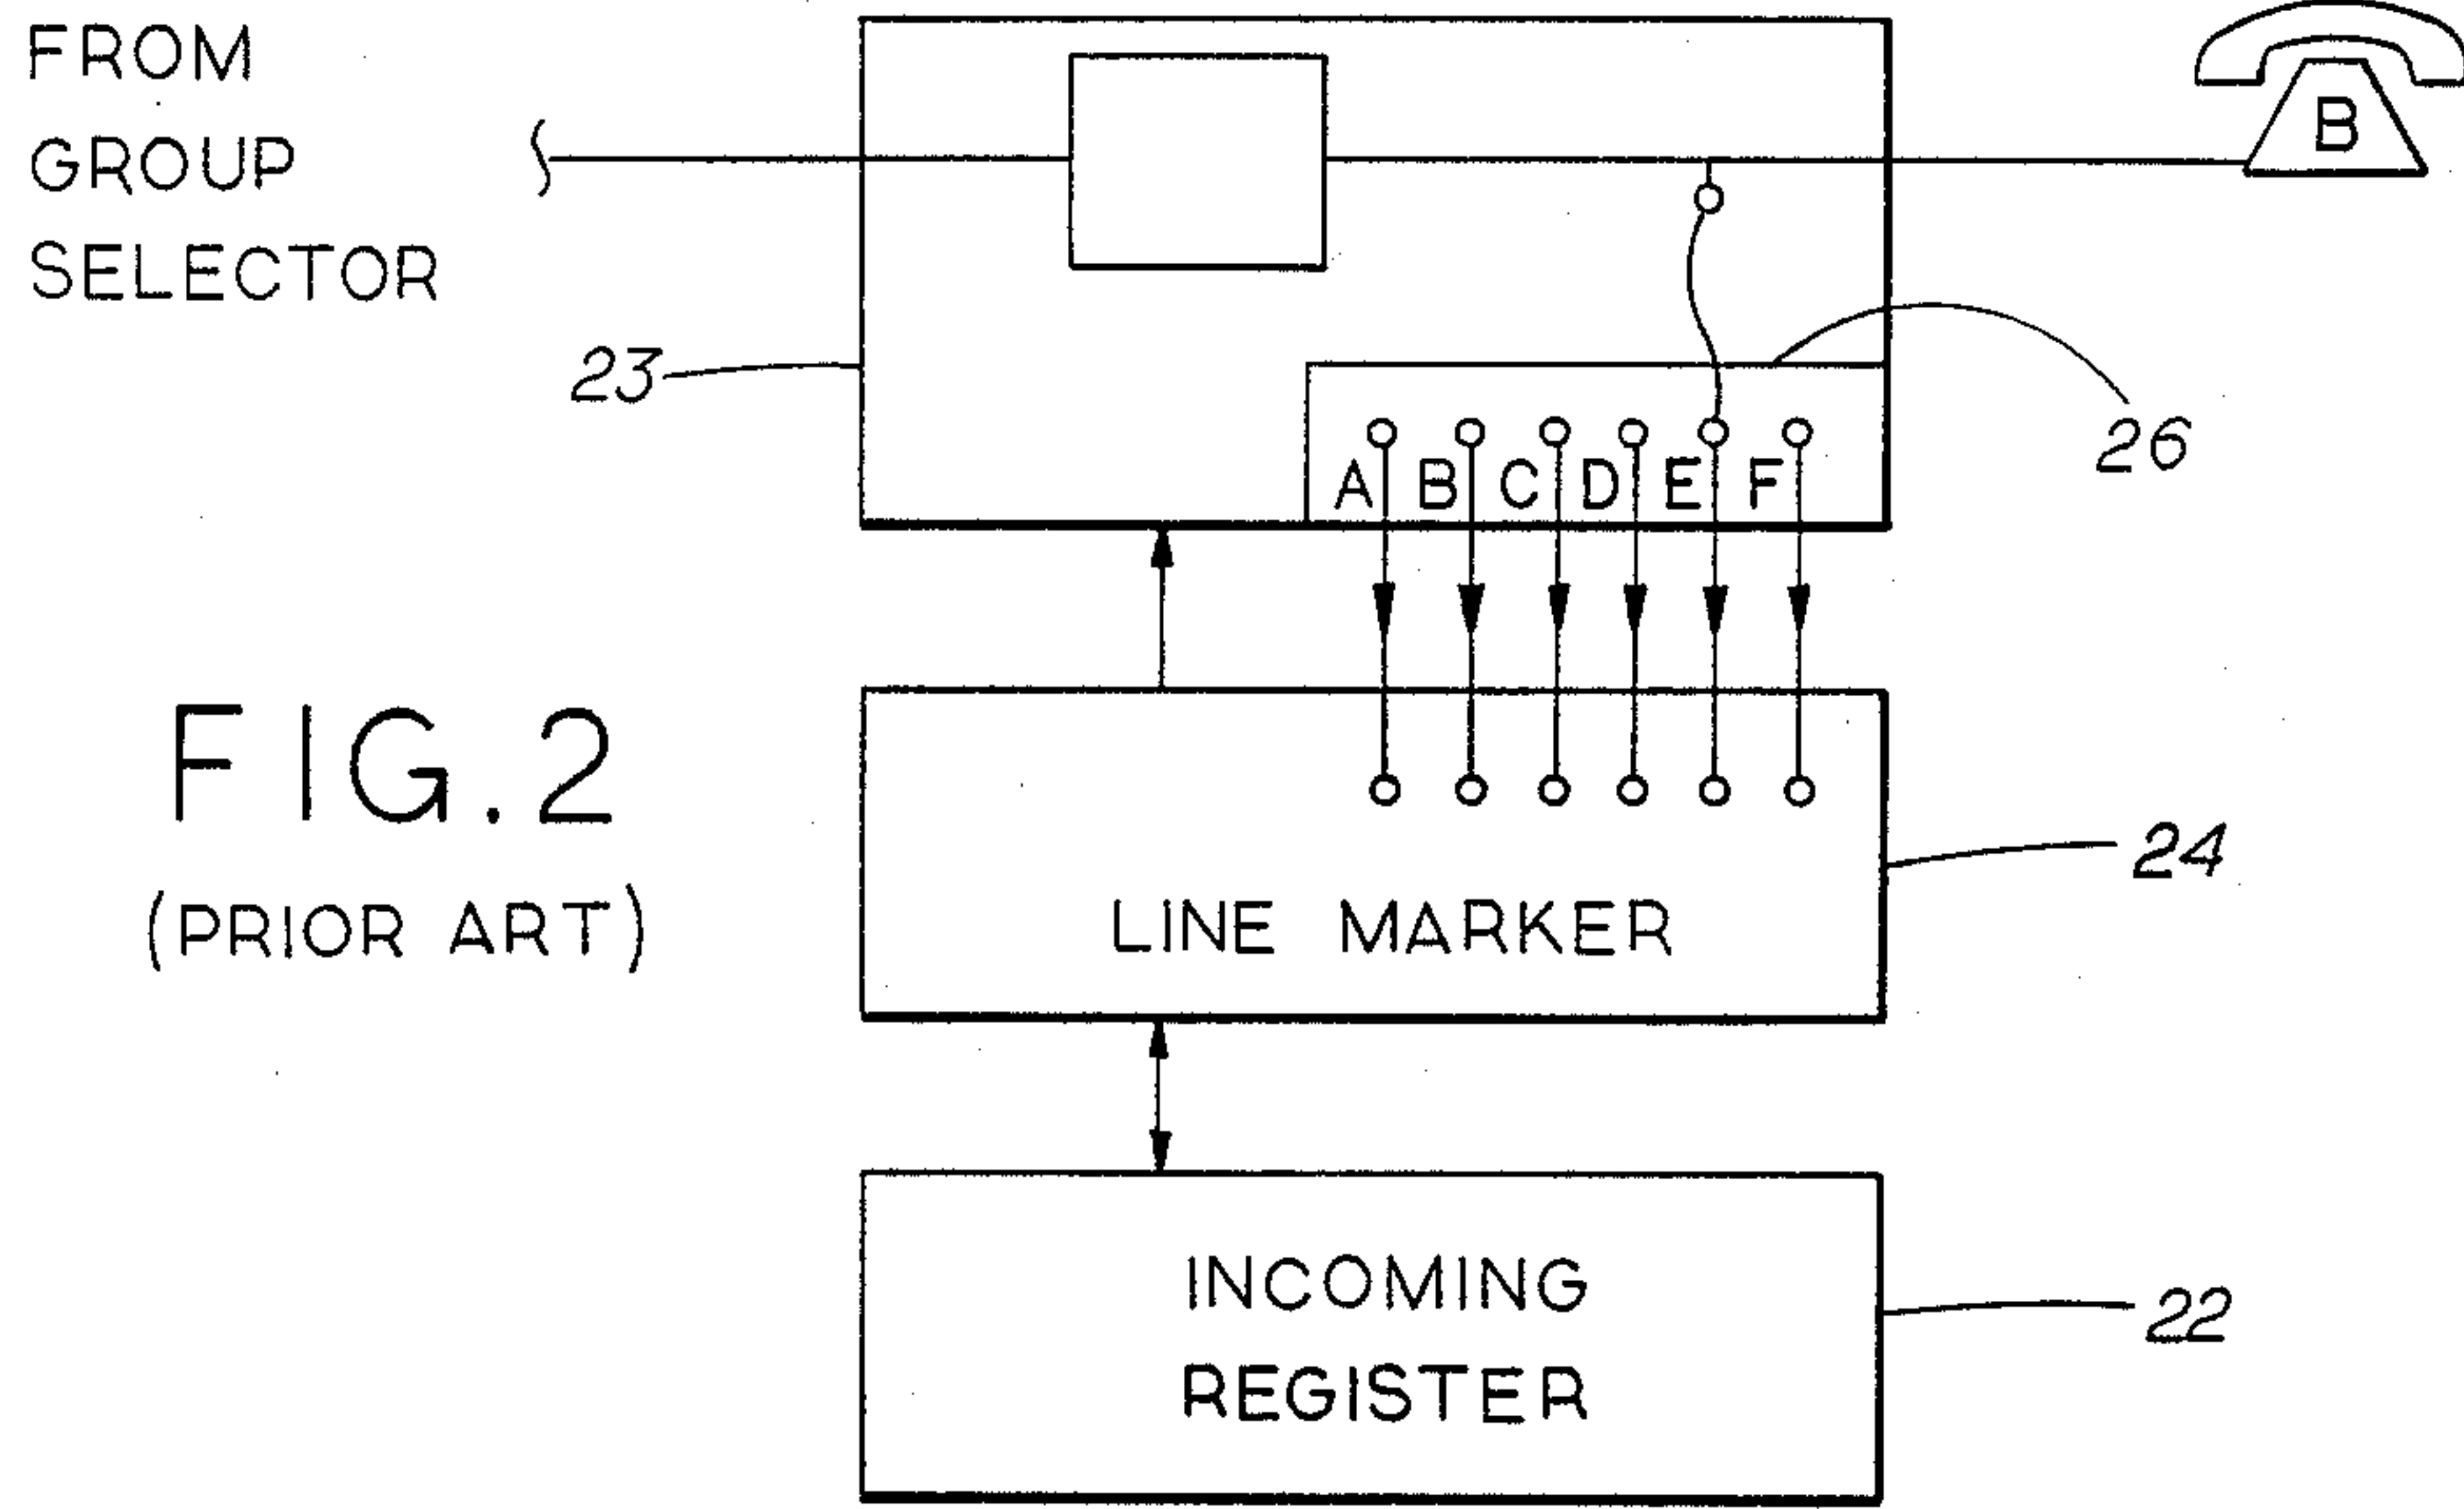 FROM
GROUP
SELECTOR
B
23
26
A B C D E F
FIG.2
(PRIOR ART)
24
LINE MARKER
22
INCOMING
REGISTER